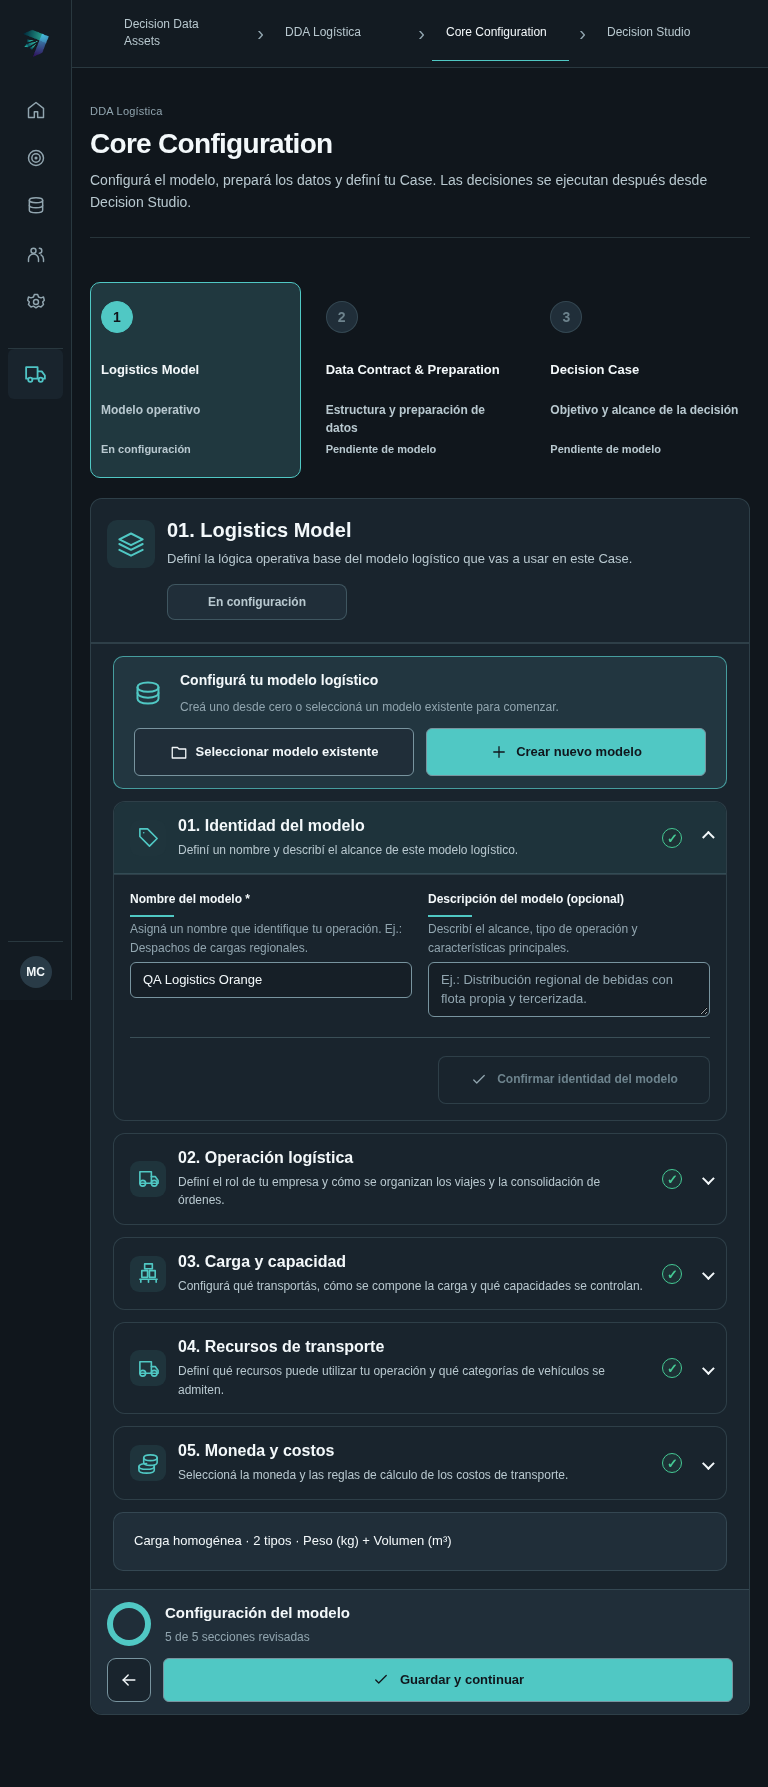 Decision Data
Assets
DDA Logística
Core Configuration
Decision Studio
DDA Logística
Core Configuration
Configurá el modelo, prepará los datos y definí tu Case. Las decisiones se ejecutan después desde
Decision Studio.
1
Logistics Model
Modelo operativo
En configuración
2
Data Contract & Preparation
Estructura y preparación de
datos
Pendiente de modelo
3
Decision Case
Objetivo y alcance de la decisión
Pendiente de modelo
01. Logistics Model
Definí la lógica operativa base del modelo logístico que vas a usar en este Case.
En configuración
Configurá tu modelo logístico
Creá uno desde cero o seleccioná un modelo existente para comenzar.
Seleccionar modelo existente
Crear nuevo modelo
01. Identidad del modelo
Definí un nombre y describí el alcance de este modelo logístico.
Nombre del modelo *
Asigná un nombre que identifique tu operación. Ej.:
Despachos de cargas regionales.
QA Logistics Orange
Descripción del modelo (opcional)
Describí el alcance, tipo de operación y
características principales.
Ej.: Distribución regional de bebidas con
flota propia y tercerizada.
Confirmar identidad del modelo
02. Operación logística
Definí el rol de tu empresa y cómo se organizan los viajes y la consolidación de
órdenes.
03. Carga y capacidad
Configurá qué transportás, cómo se compone la carga y qué capacidades se controlan.
04. Recursos de transporte
Definí qué recursos puede utilizar tu operación y qué categorías de vehículos se
admiten.
05. Moneda y costos
Seleccioná la moneda y las reglas de cálculo de los costos de transporte.
Carga homogénea · 2 tipos · Peso (kg) + Volumen (m³)
Configuración del modelo
5 de 5 secciones revisadas
Guardar y continuar
MC